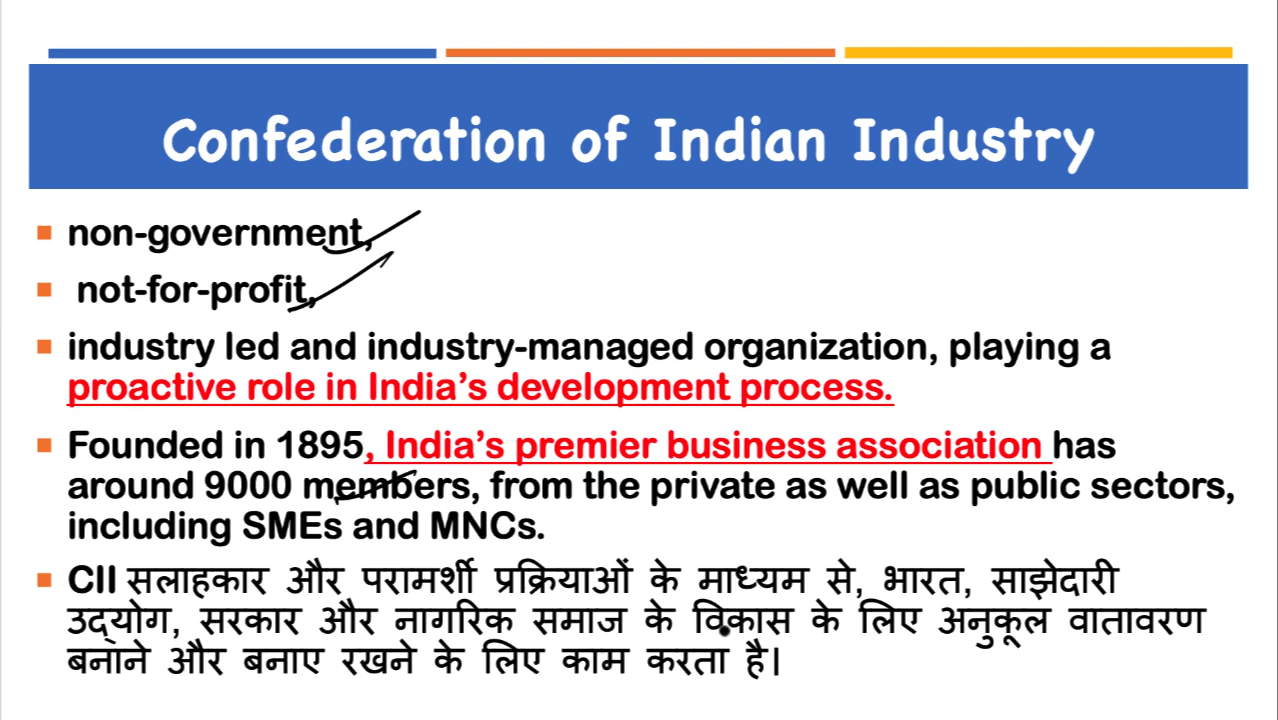 Confederation of Indian Industry
non-government,
not-for-profit,
industry led and industry-managed organization, playing a
proactive role in India’s development process.
Founded in 1895, India’s premier business association has
around 9000 members, from the private as well as public sectors,
including SMEs and MNCs.
CII सलाहकार और परामर्शी प्रक्रियाओं के माध्यम से, भारत, साझेदारी
उद्योग, सरकार और नागरिक समाज के विकास के लिए अनुकूल वातावरण
बनाने और बनाए रखने के लिए काम करता है।